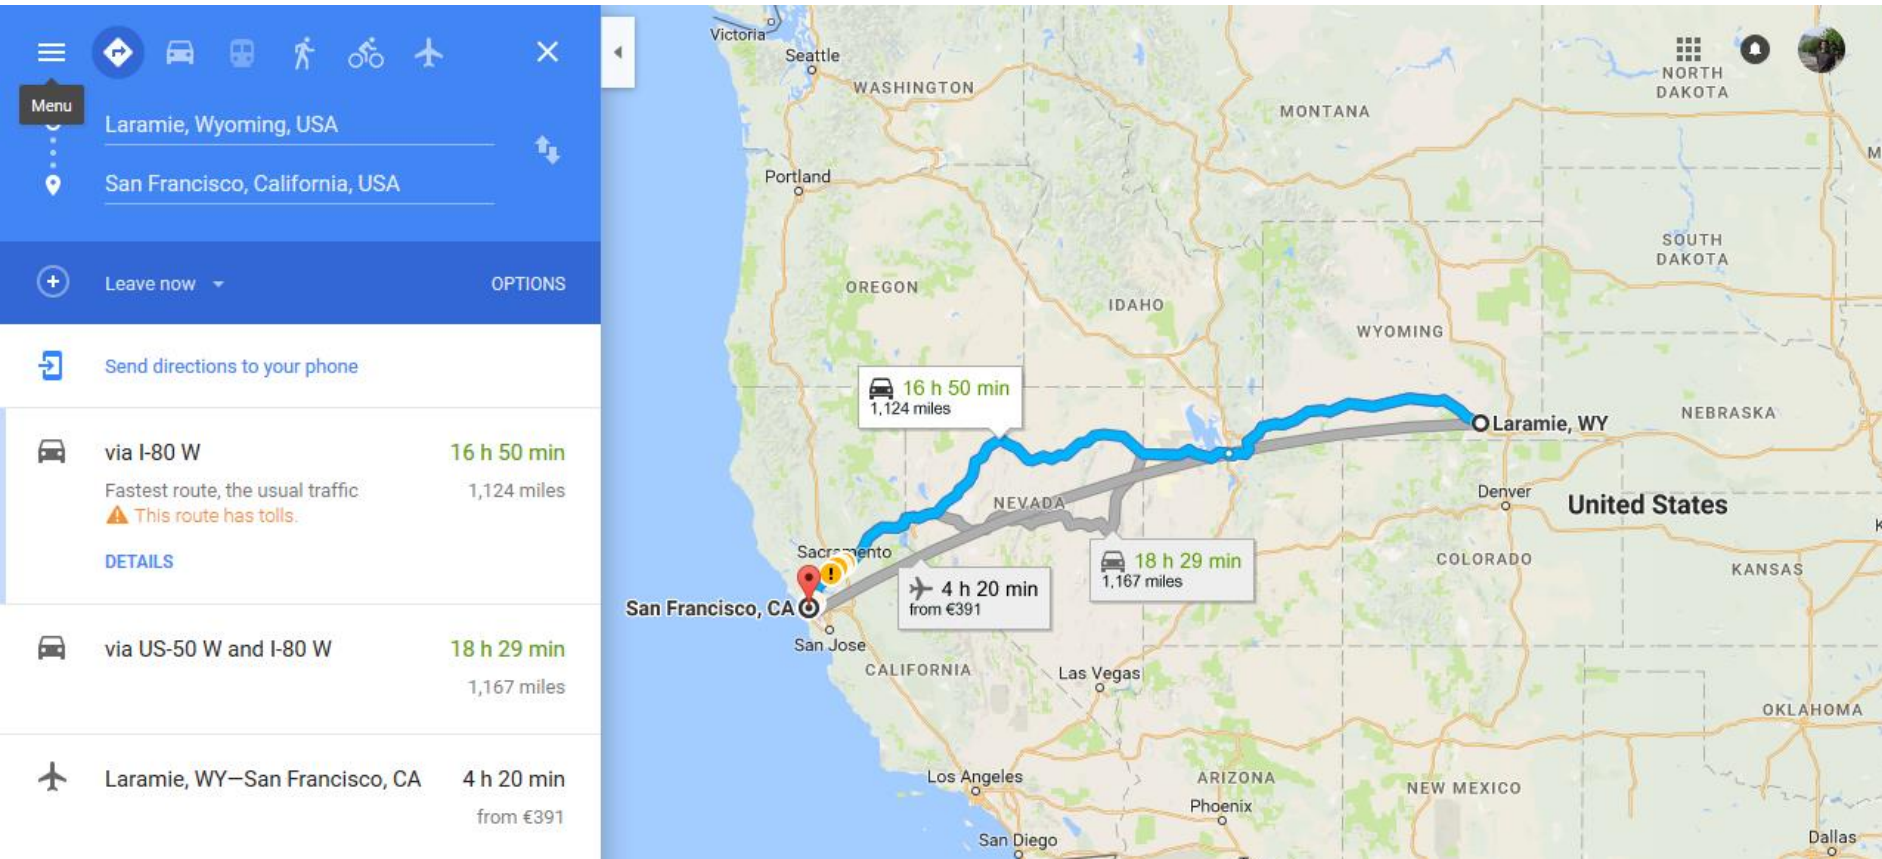 Menu
Laramie, Wyoming, USA
San Francisco, California, USA
Leave now
OPTIONS
Send directions to your phone
via I-80 W
16 h 50 min
Fastest route, the usual traffic
1,124 miles
This route has tolls.
DETAILS
via US-50 W and I-80 W
18 h 29 min
1,167 miles
Laramie, WY—San Francisco, CA
4 h 20 min
from €391
Victoria
Seattle
WASHINGTON
MONTANA
NORTH
DAKOTA
Portland
SOUTH
DAKOTA
OREGON
IDAHO
WYOMING
16 h 50 min
1,124 miles
Laramie, WY
NEBRASKA
NEVADA
Denver
United States
Sacramento
18 h 29 min
1,167 miles
COLORADO
KANSAS
4 h 20 min
from €391
San Francisco, CA
San Jose
CALIFORNIA
Las Vegas
OKLAHOMA
Los Angeles
ARIZONA
NEW MEXICO
Phoenix
San Diego
Dallas